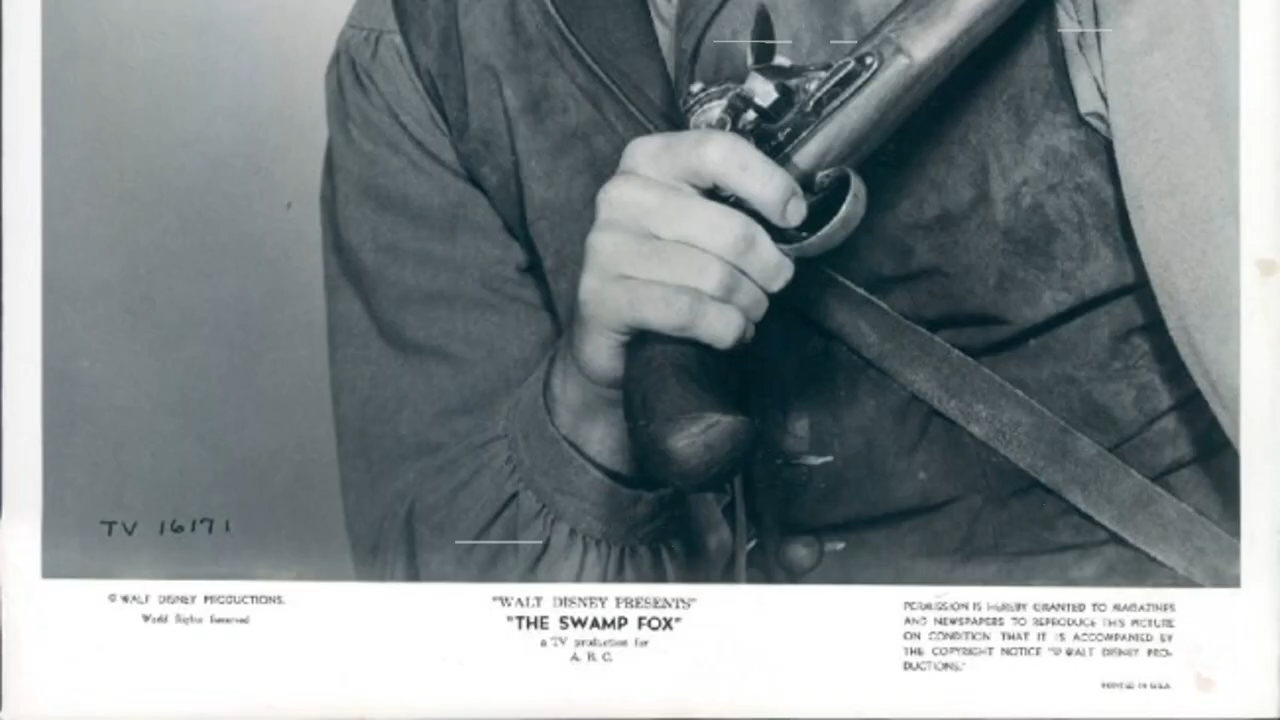 TV 16171
© WALT DISNEY PRODUCTIONS.
World Rights Reserved
"WALT DISNEY PRESENTS"
"THE SWAMP FOX"
a TV production for
A. B. C.
PERMISSION IS HEREBY GRANTED TO MAGAZINES
AND NEWSPAPERS TO REPRODUCE THIS PICTURE
ON CONDITION THAT IT IS ACCOMPANIED BY
THE COPYRIGHT NOTICE "© WALT DISNEY PRO-
DUCTIONS."
PRINTED IN U.S.A.